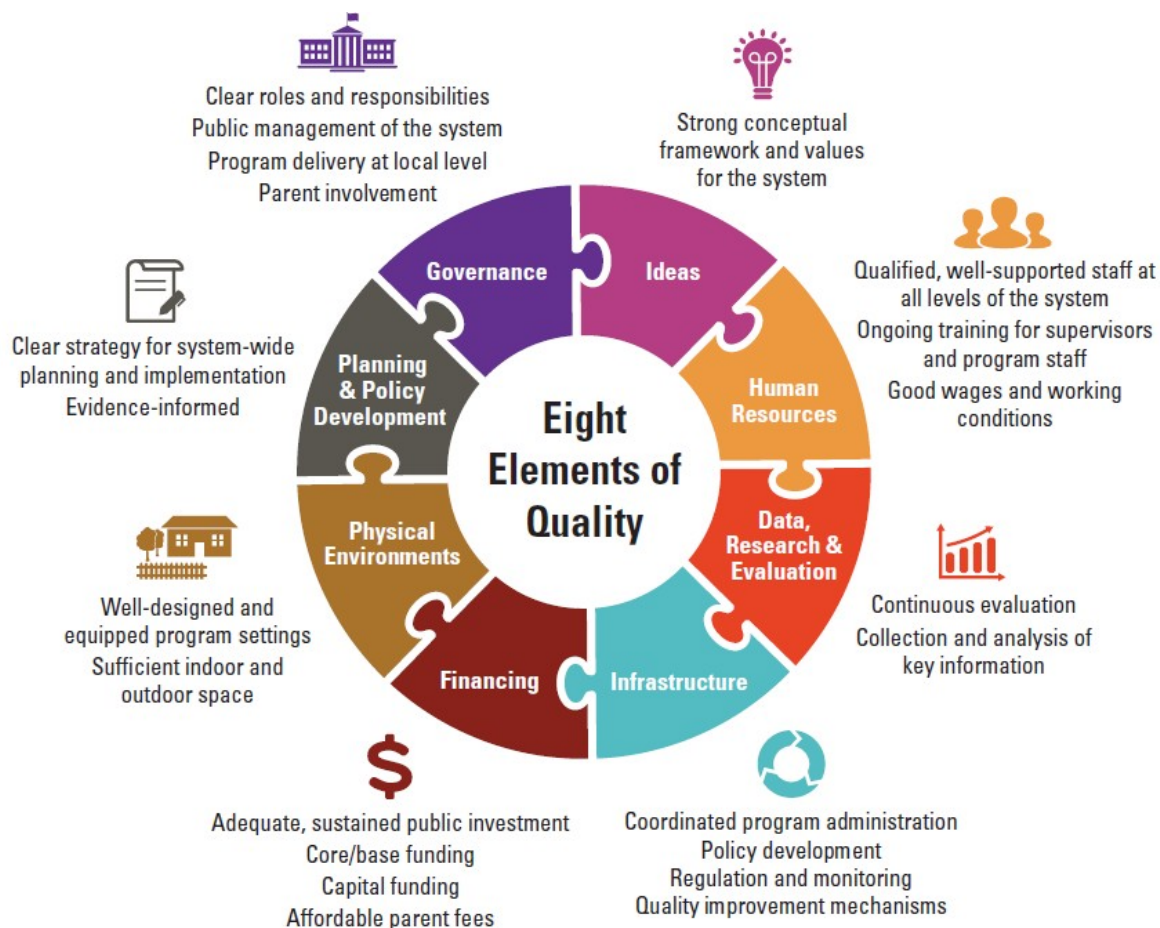 Clear roles and responsibilities
Public management of the system
Program delivery at local level
Parent involvement
Strong conceptual
framework and values
for the system
Governance
Ideas
Qualified, well-supported staff at
all levels of the system
Ongoing training for supervisors
and program staff
Good wages and working
conditions
Clear strategy for system-wide
planning and implementation
Evidence-informed
Planning
& Policy
Development
Human
Resources
Eight
Elements of
Quality
Physical
Environments
Data,
Research &
Evaluation
Well-designed and
equipped program settings
Sufficient indoor and
outdoor space
Continuous evaluation
Collection and analysis of
key information
Financing
Infrastructure
$
Adequate, sustained public investment
Core/base funding
Capital funding
Affordable parent fees
Coordinated program administration
Policy development
Regulation and monitoring
Quality improvement mechanisms